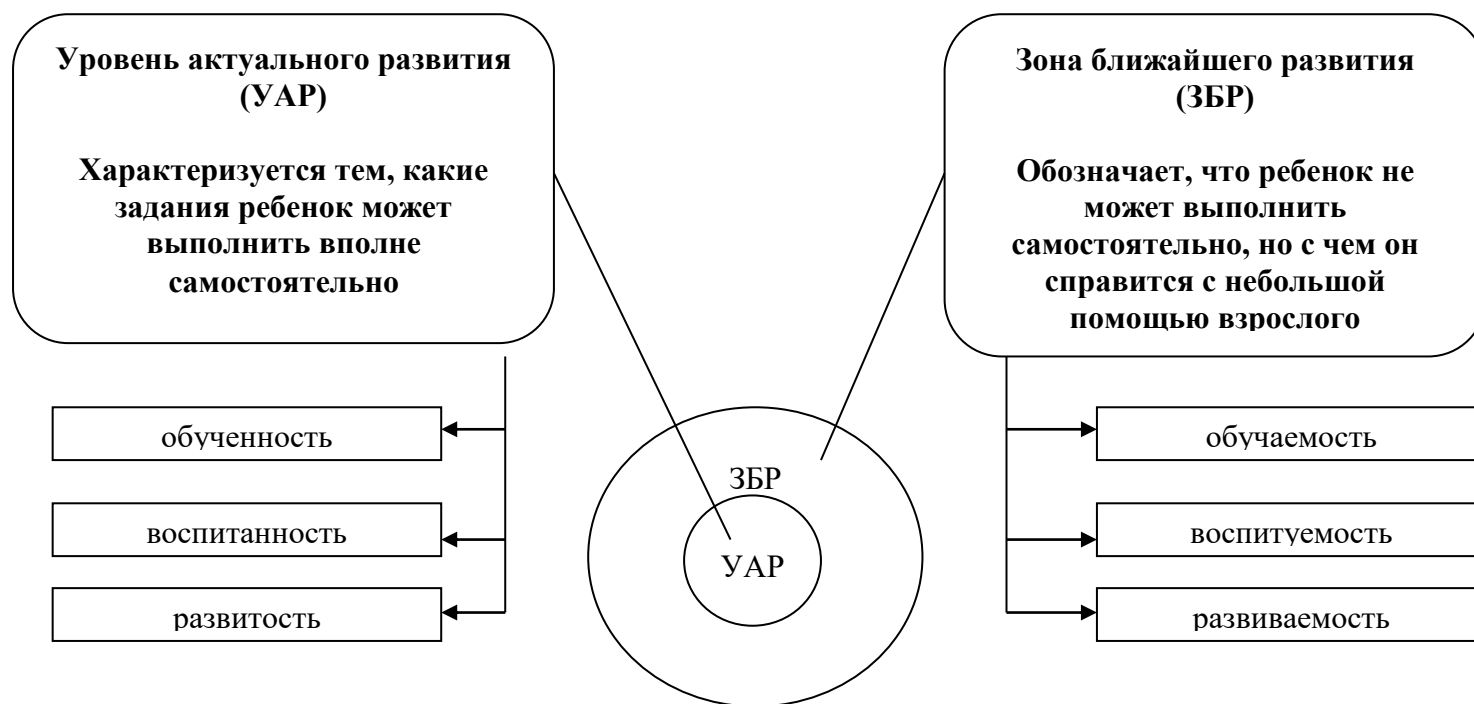 Уровень актуального развития
(УАР)
Характеризуется тем, какие
задания ребенок может
выполнить вполне
самостоятельно
Зона ближайшего развития
(ЗБР)
Обозначает, что ребенок не
может выполнить
самостоятельно, но с чем он
справится с небольшой
помощью взрослого
обученность
воспитанность
развитость
ЗБР
УАР
обучаемость
воспитуемость
развиваемость